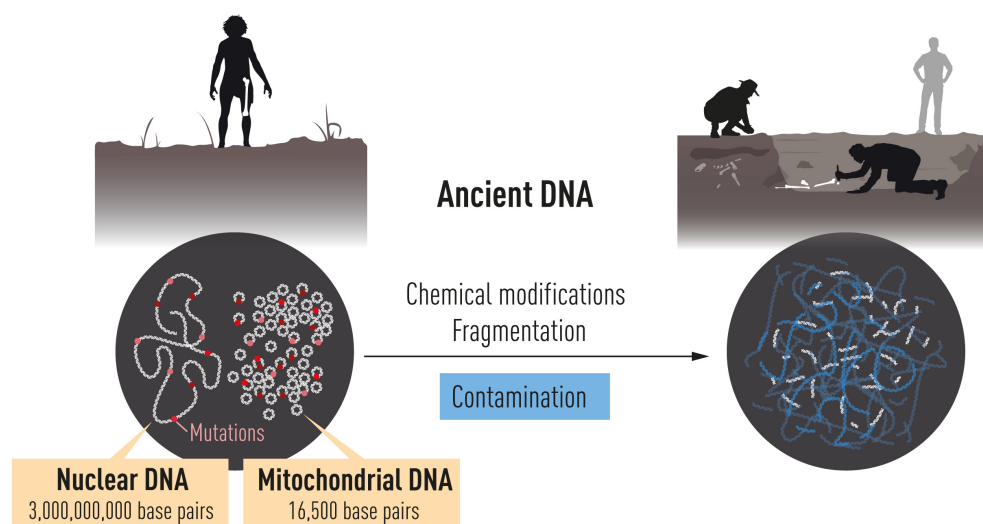 Ancient DNA
Chemical modifications
Fragmentation
Contamination
Mutations
Nuclear DNA
3,000,000,000 base pairs
Mitochondrial DNA
16,500 base pairs